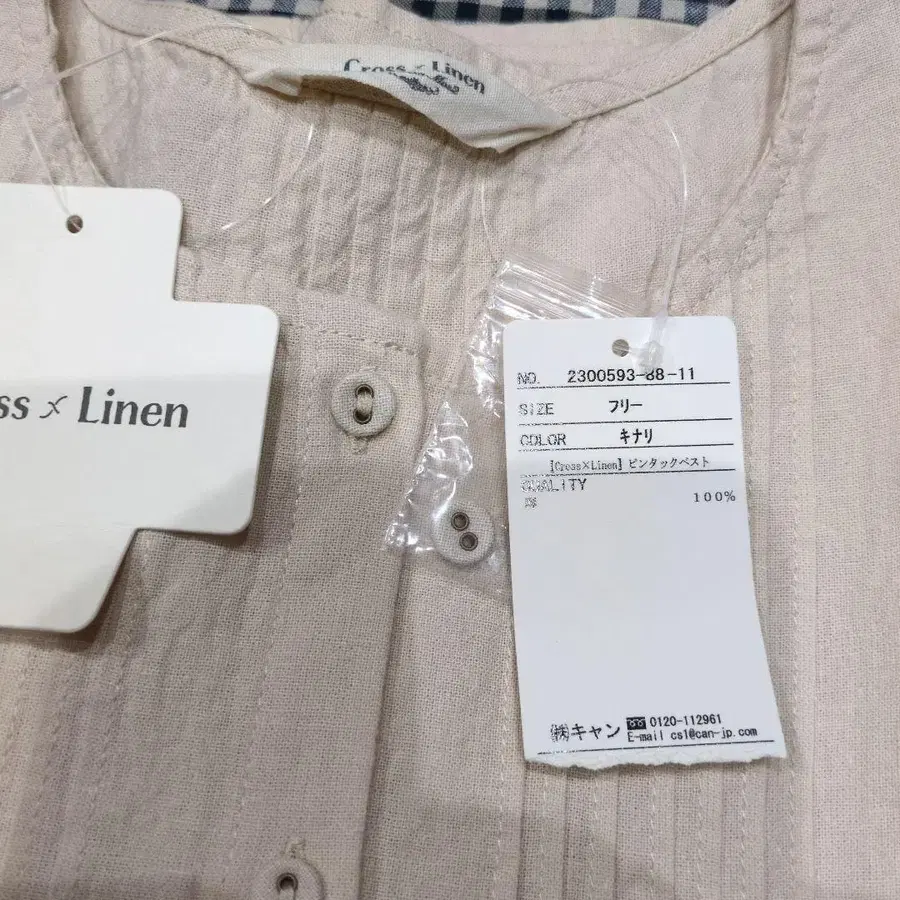 Cross × Linen
ss × Linen
NO. 2300593-88-11
SIZE フリー
COLOR キナリ
【Cross×Linen】ピンタックベスト
QUALITY
綿 100%
㈱キャン 0120-112961
E-mail cs1@can-jp.com